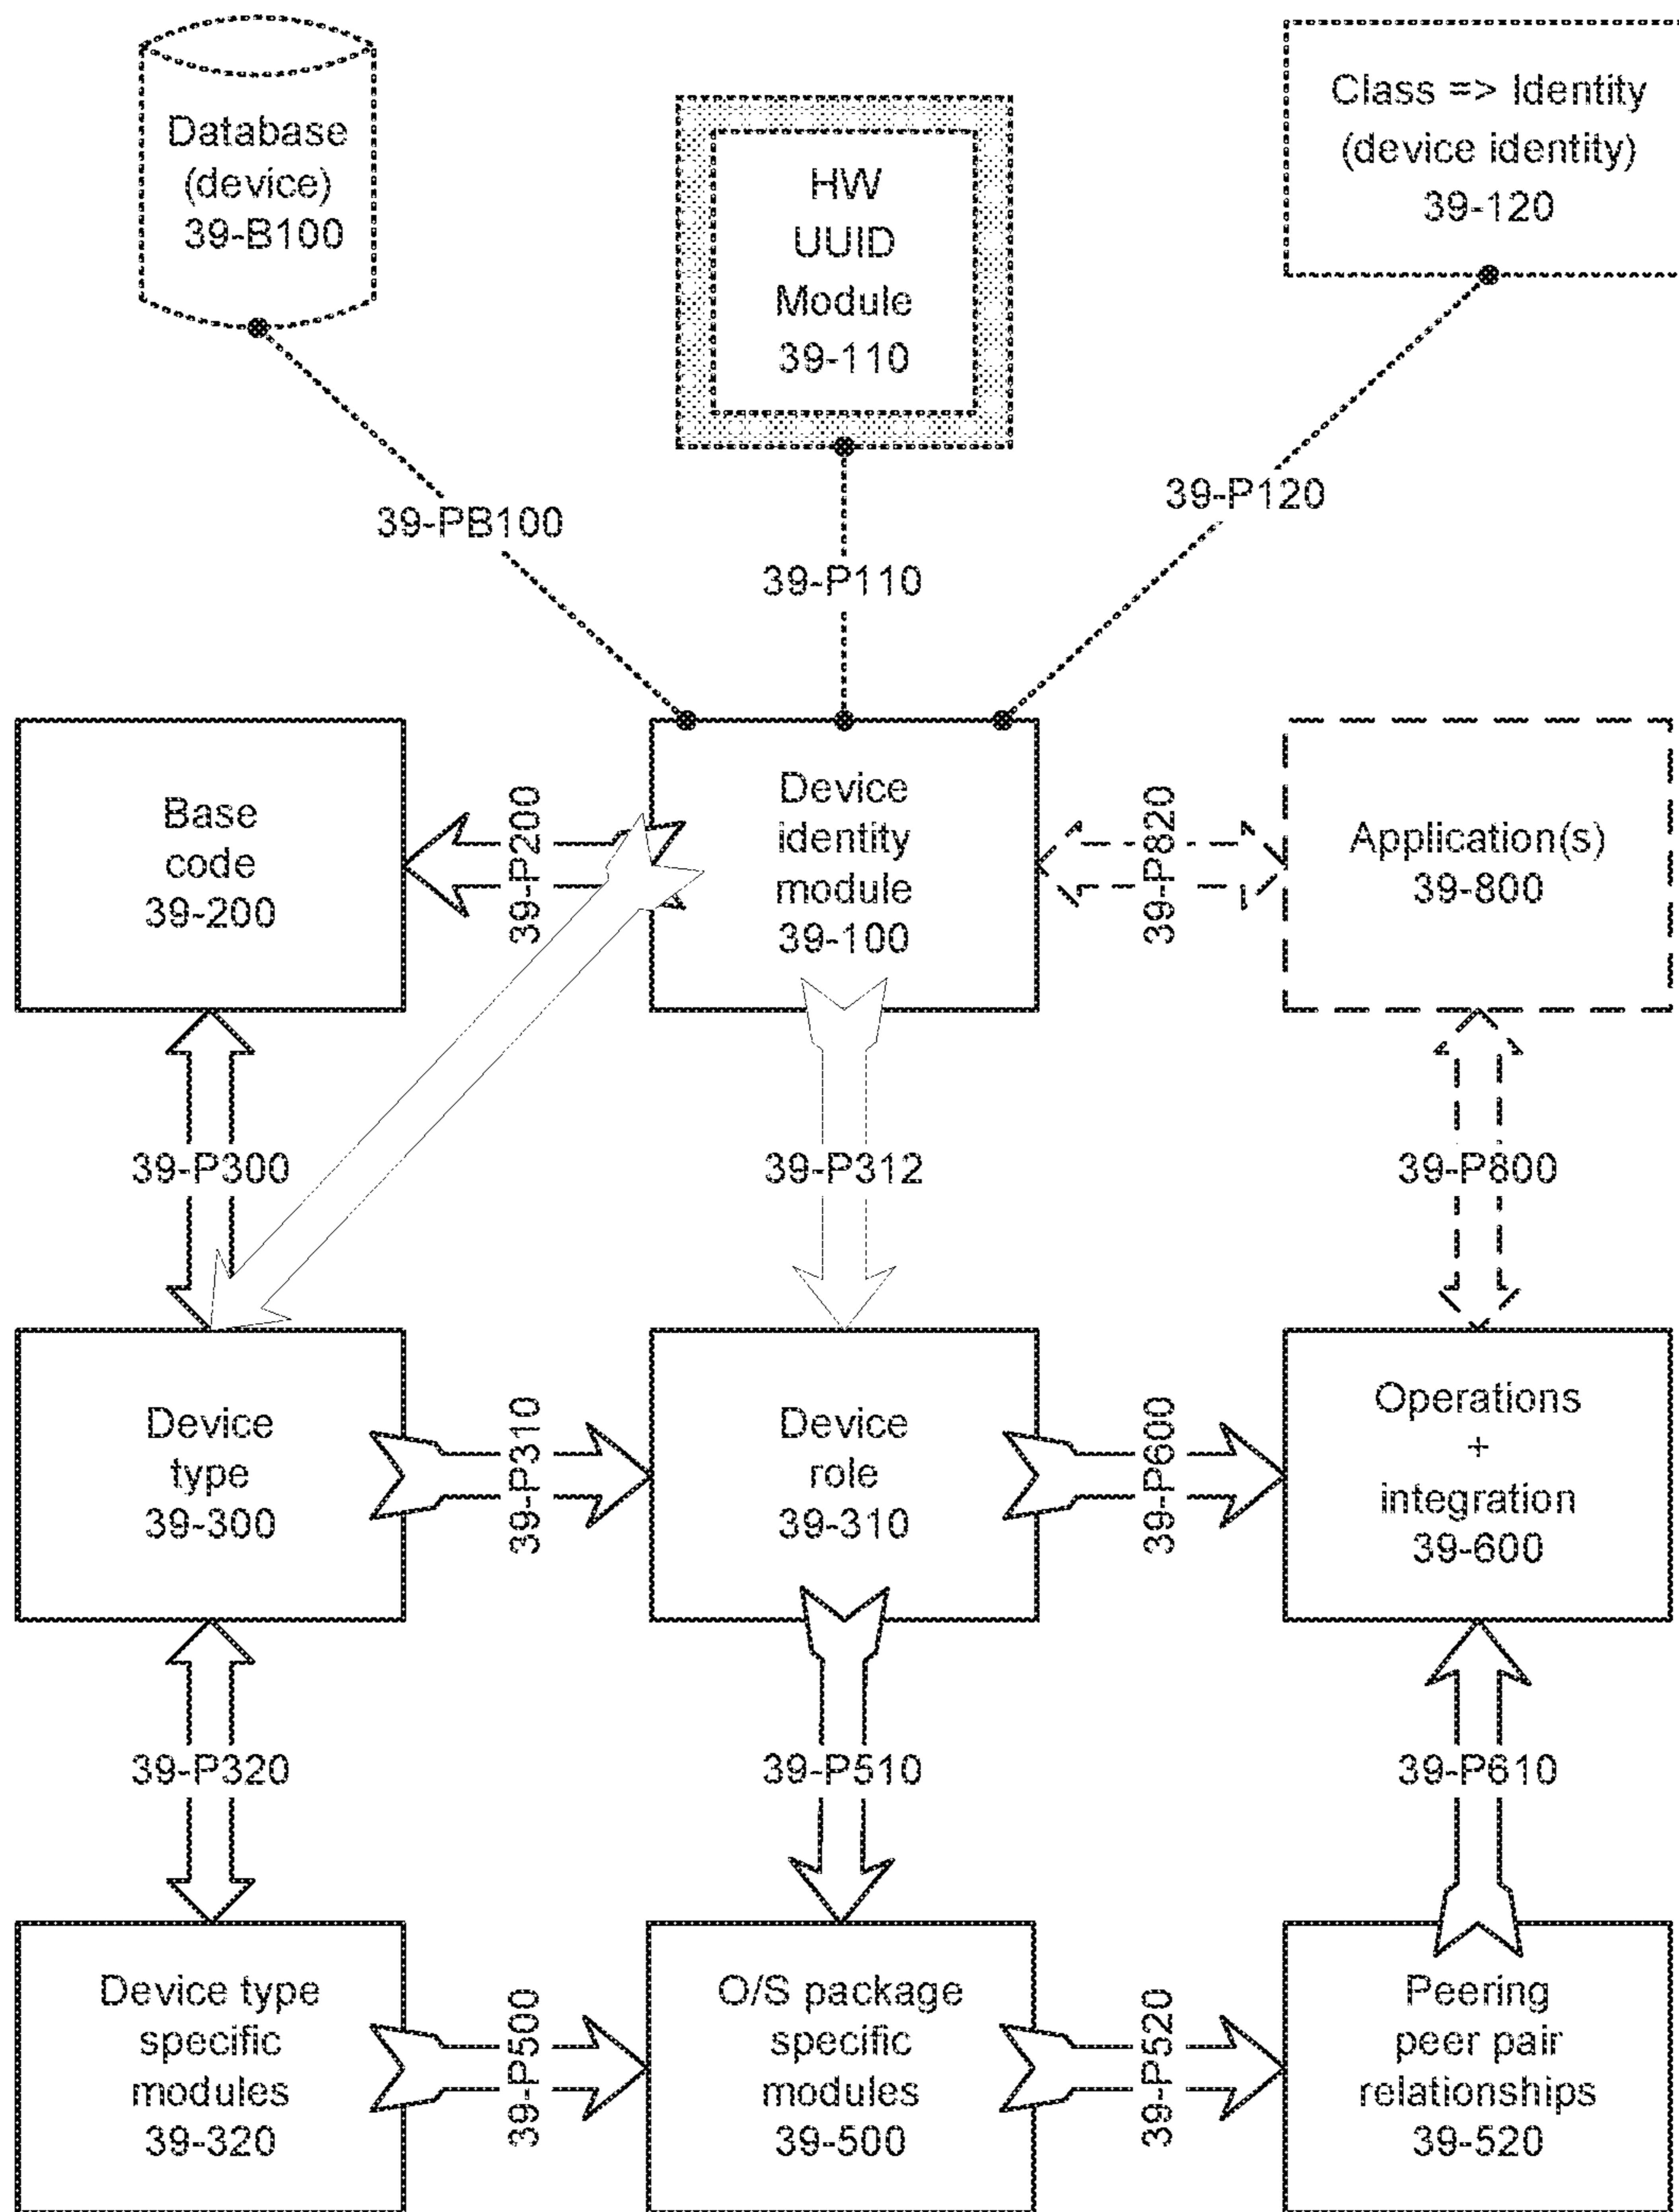 Database
(device)
39-B100
HW
UUID
Module
39-110
Class => Identity
(device identity)
39-120
39-PB100
39-P110
39-P120
Base
code
39-200
39-P200
Device
identity
module
39-100
39-P820
Application(s)
39-800
39-P300
39-P312
39-P800
Device
type
39-300
39-P310
Device
role
39-310
39-P600
Operations
+
integration
39-600
39-P320
39-P510
39-P610
Device type
specific
modules
39-320
39-P500
O/S package
specific
modules
39-500
39-P520
Peering
peer pair
relationships
39-520